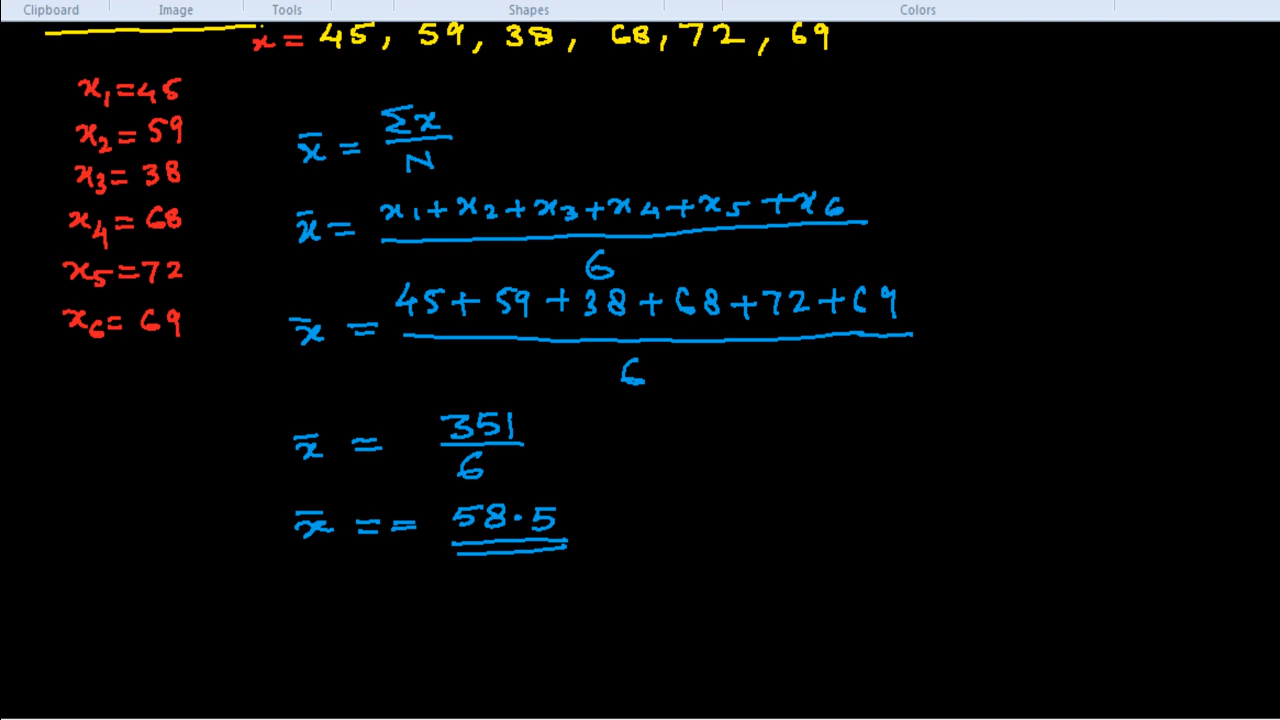 Clipboard Image Tools Shapes Colors
x = 45, 59, 38, 68, 72, 69
x₁ = 45
x₂ = 59
x₃ = 38
x₄ = 68
x₅ = 72
x₆ = 69
x̄ = Σx / N
x̄ = x₁ + x₂ + x₃ + x₄ + x₅ + x₆ / 6
x̄ = 45 + 59 + 38 + 68 + 72 + 69 / 6
x̄ = 351 / 6
x̄ = = 58.5